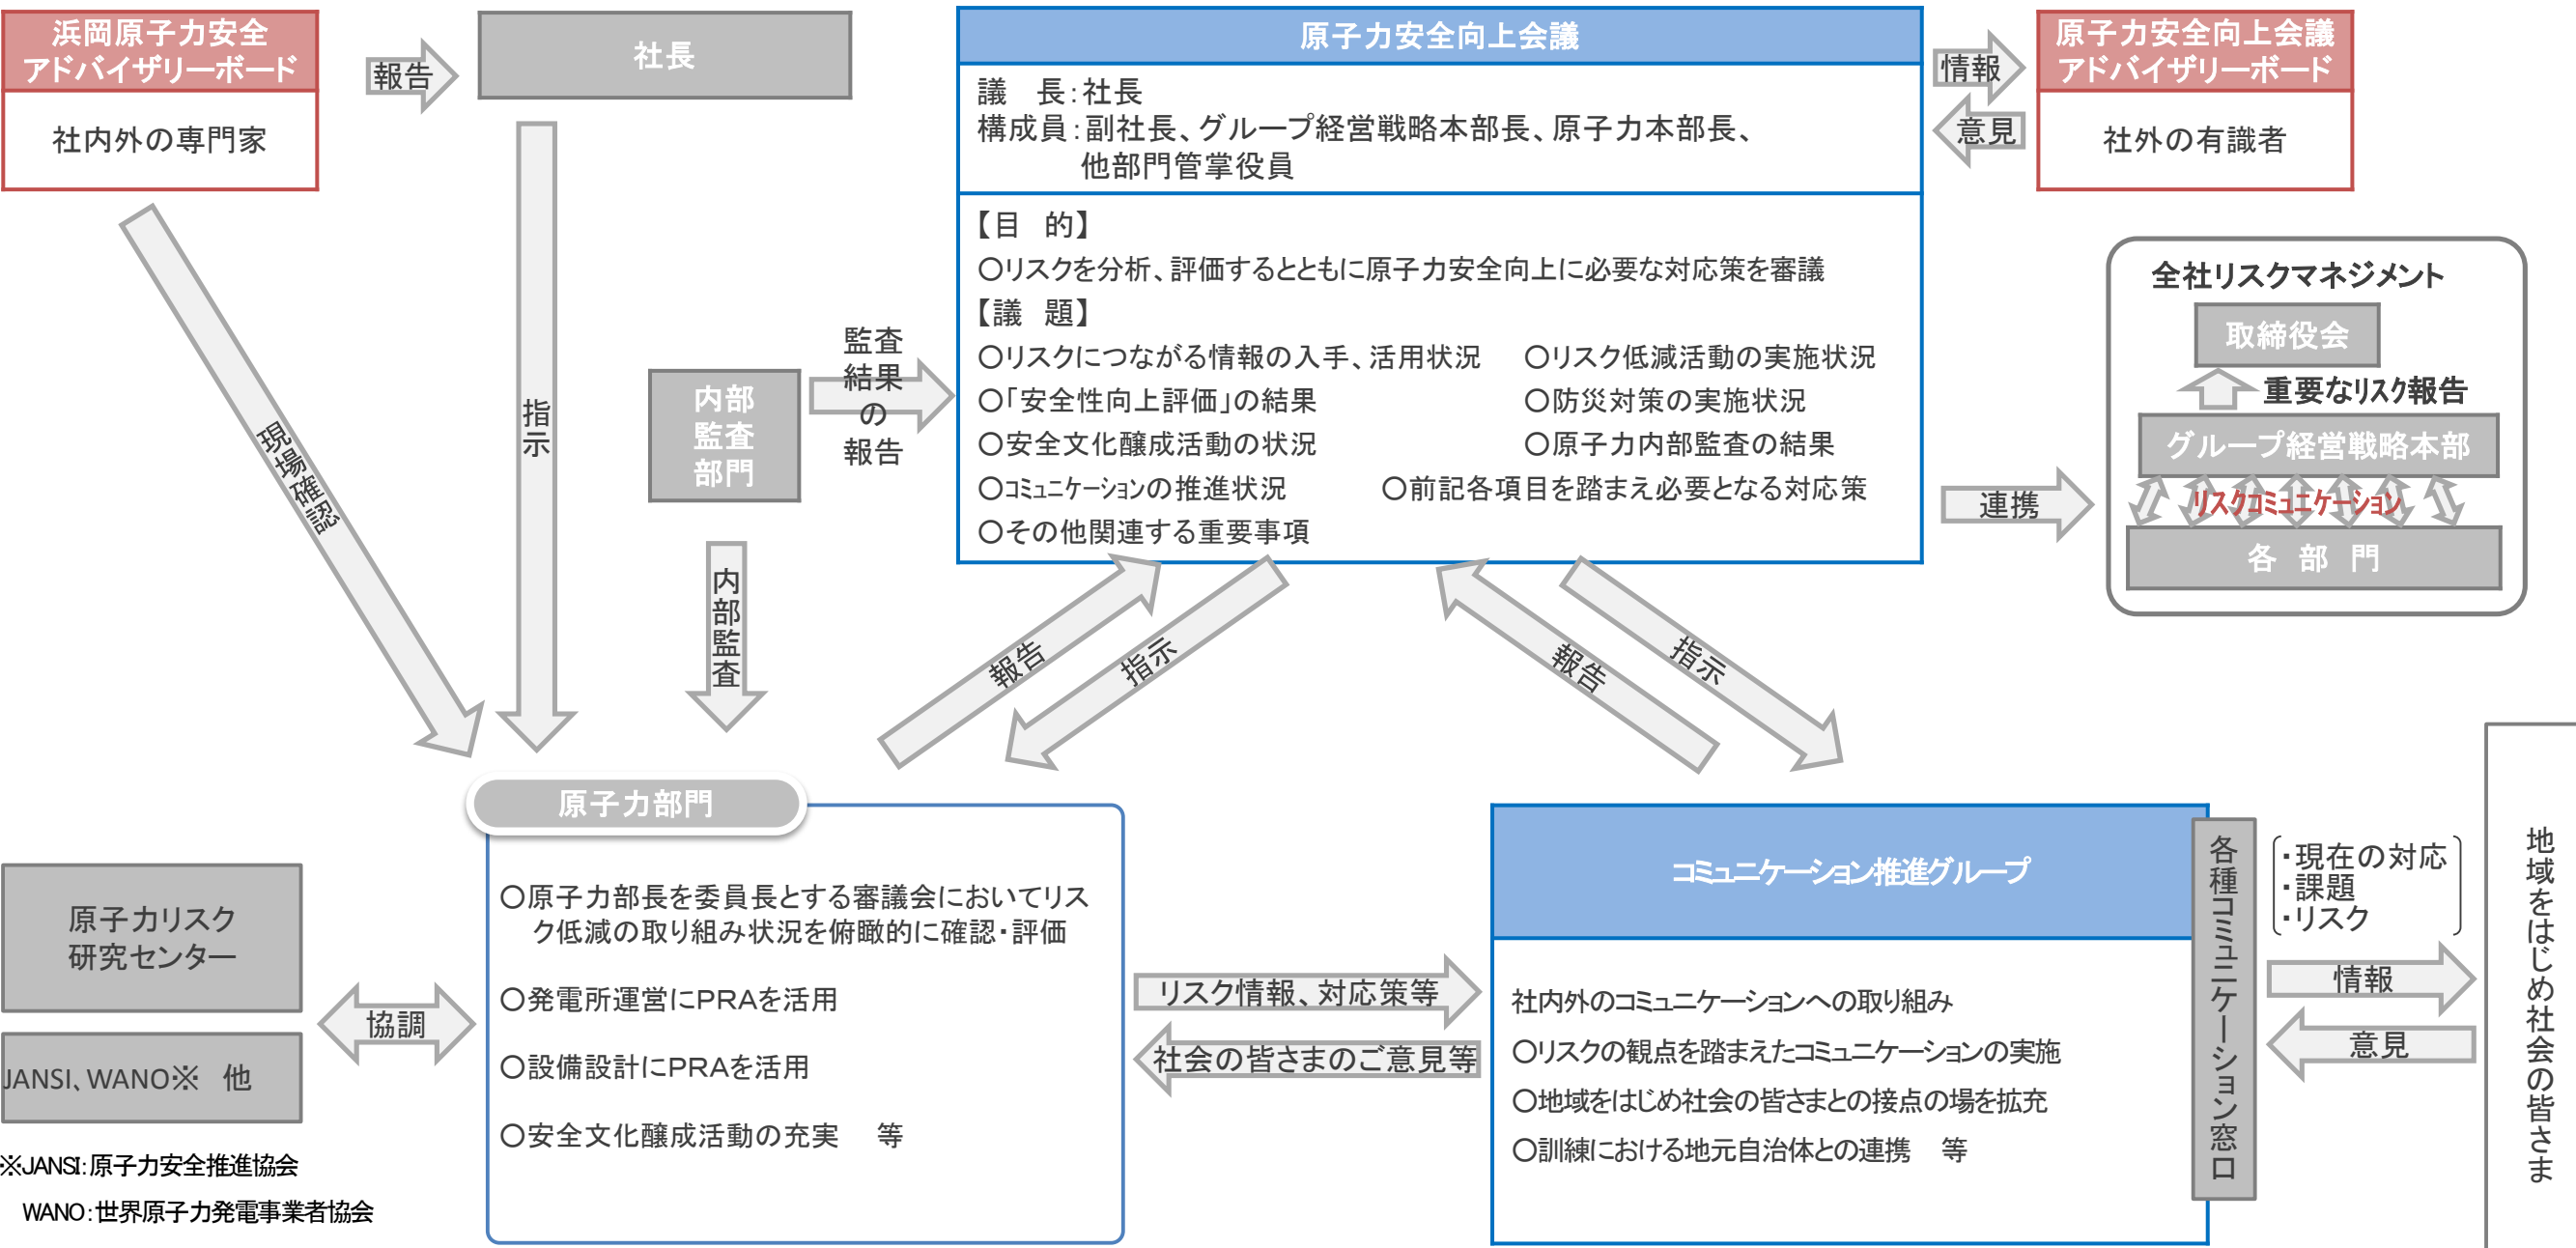 浜岡原子力安全
アドバイザリーボード
社内外の専門家
報告
社長
原子力安全向上会議
議　長：社長
構成員：副社長、グループ経営戦略本部長、原子力本部長、
他部門管掌役員
【目　的】
○リスクを分析、評価するとともに原子力安全向上に必要な対応策を審議
【議　題】
○リスクにつながる情報の入手、活用状況　○リスク低減活動の実施状況
○「安全性向上評価」の結果　○防災対策の実施状況
○安全文化醸成活動の状況　○原子力内部監査の結果
○コミュニケーションの推進状況　○前記各項目を踏まえ必要となる対応策
○その他関連する重要事項
情報
意見
原子力安全向上会議
アドバイザリーボード
社外の有識者
全社リスクマネジメント
取締役会
重要なリスク報告
グループ経営戦略本部
リスクコミュニケーション
各　部　門
連携
現場確認
指示
内部
監査
部門
監査
結果
の
報告
内部監査
報告
指示
報告
指示
原子力部門
○原子力部長を委員長とする審議会においてリス
ク低減の取り組み状況を俯瞰的に確認・評価
○発電所運営にPRAを活用
○設備設計にPRAを活用
○安全文化醸成活動の充実　等
原子力リスク
研究センター
JANSI、WANO※　他
協調
※JANSI：原子力安全推進協会
WANO：世界原子力発電事業者協会
リスク情報、対応策等
社会の皆さまのご意見等
コミュニケーション推進グループ
社内外のコミュニケーションへの取り組み
○リスクの観点を踏まえたコミュニケーションの実施
○地域をはじめ社会の皆さまとの接点の場を拡充
○訓練における地元自治体との連携　等
各種コミュニケーション窓口
・現在の対応
・課題
・リスク
情報
意見
地域をはじめ社会の皆さま